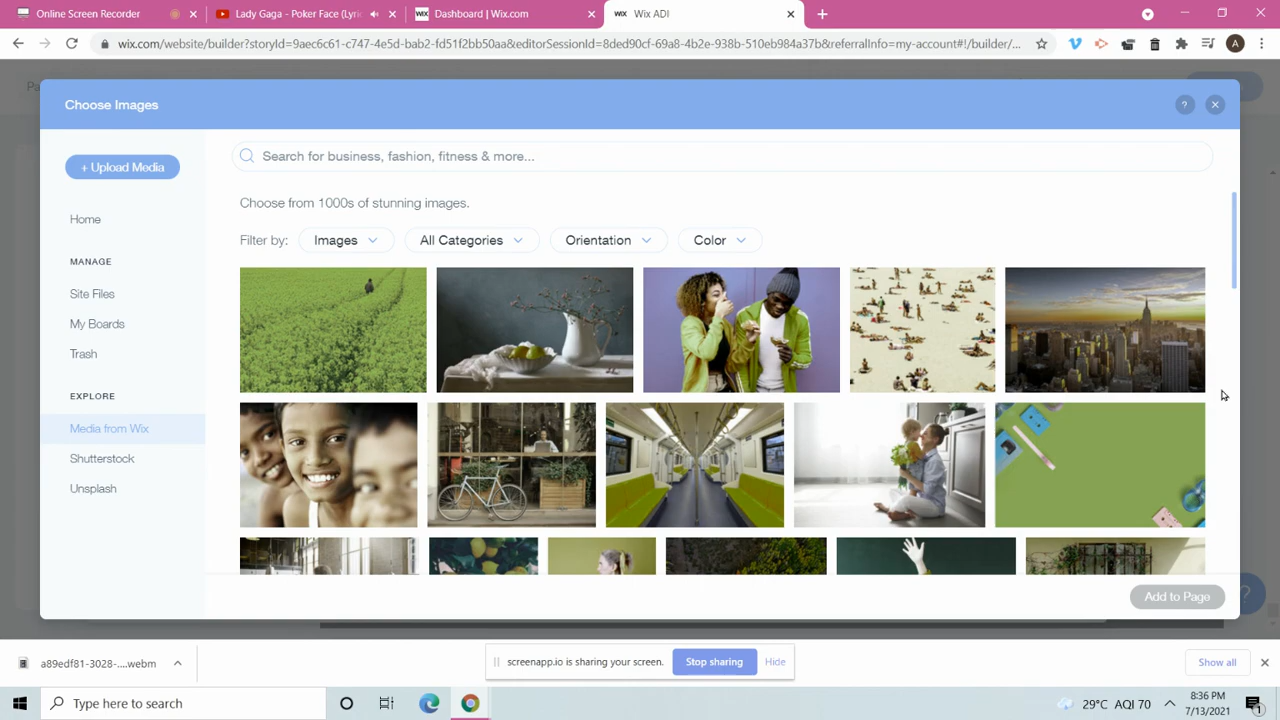 Online Screen Recorder
Lady Gaga - Poker Face (Lyri
WIX Dashboard | Wix.com
WIX Wix ADI
wix.com/website/builder?storyId=9aec6c61-c747-4e5d-bab2-fd51f2bb50aa&editorSessionId=8ded90cf-69a8-4b2e-938b-510eb984a37b&referralInfo=my-account#!/builder/...
A
Choose Images
?
+ Upload Media
Search for business, fashion, fitness & more...
Choose from 1000s of stunning images.
Filter by: Images All Categories Orientation Color
Home
MANAGE
Site Files
My Boards
Trash
EXPLORE
Media from Wix
Shutterstock
Unsplash
Add to Page
?
a89edf81-3028-....webm
screenapp.io is sharing your screen. Stop sharing Hide
Show all
Type here to search
29°C AQI 70
8:36 PM
7/13/2021
1